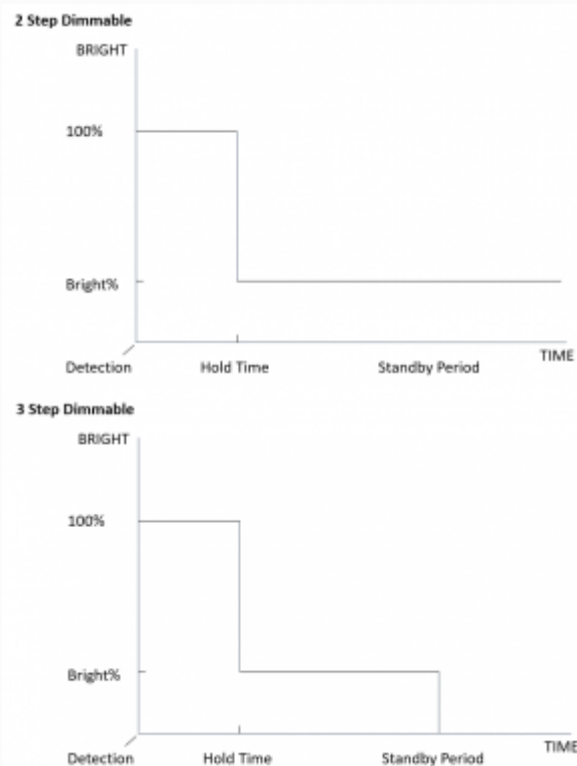 2 Step Dimmable
BRIGHT
100%
Bright%
TIME
Detection Hold Time Standby Period
3 Step Dimmable
BRIGHT
100%
Bright%
TIME
Detection Hold Time Standby Period